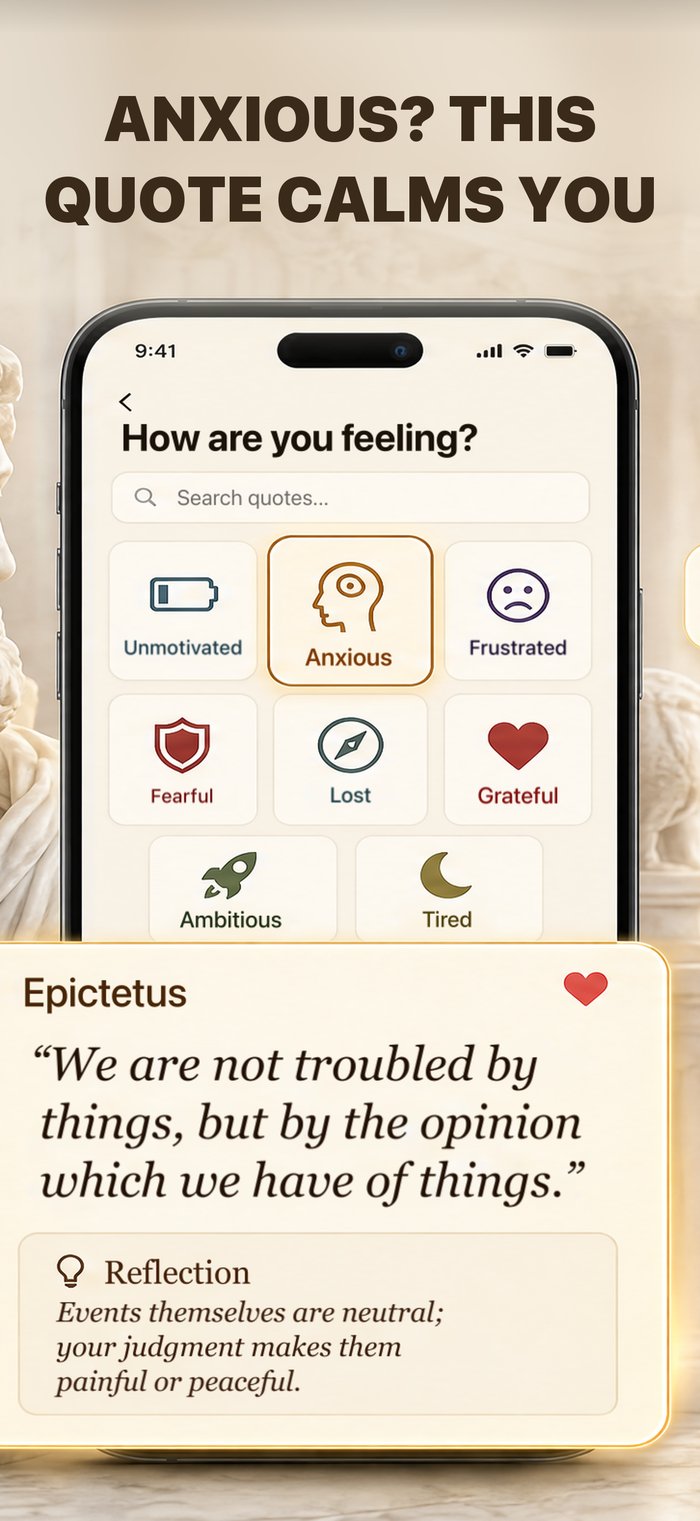 ANXIOUS? THIS
QUOTE CALMS YOU
9:41
How are you feeling?
Search quotes...
Unmotivated
Anxious
Frustrated
Fearful
Lost
Grateful
Ambitious
Tired
Epictetus
“We are not troubled by
things, but by the opinion
which we have of things.”
Reflection
Events themselves are neutral;
your judgment makes them
painful or peaceful.